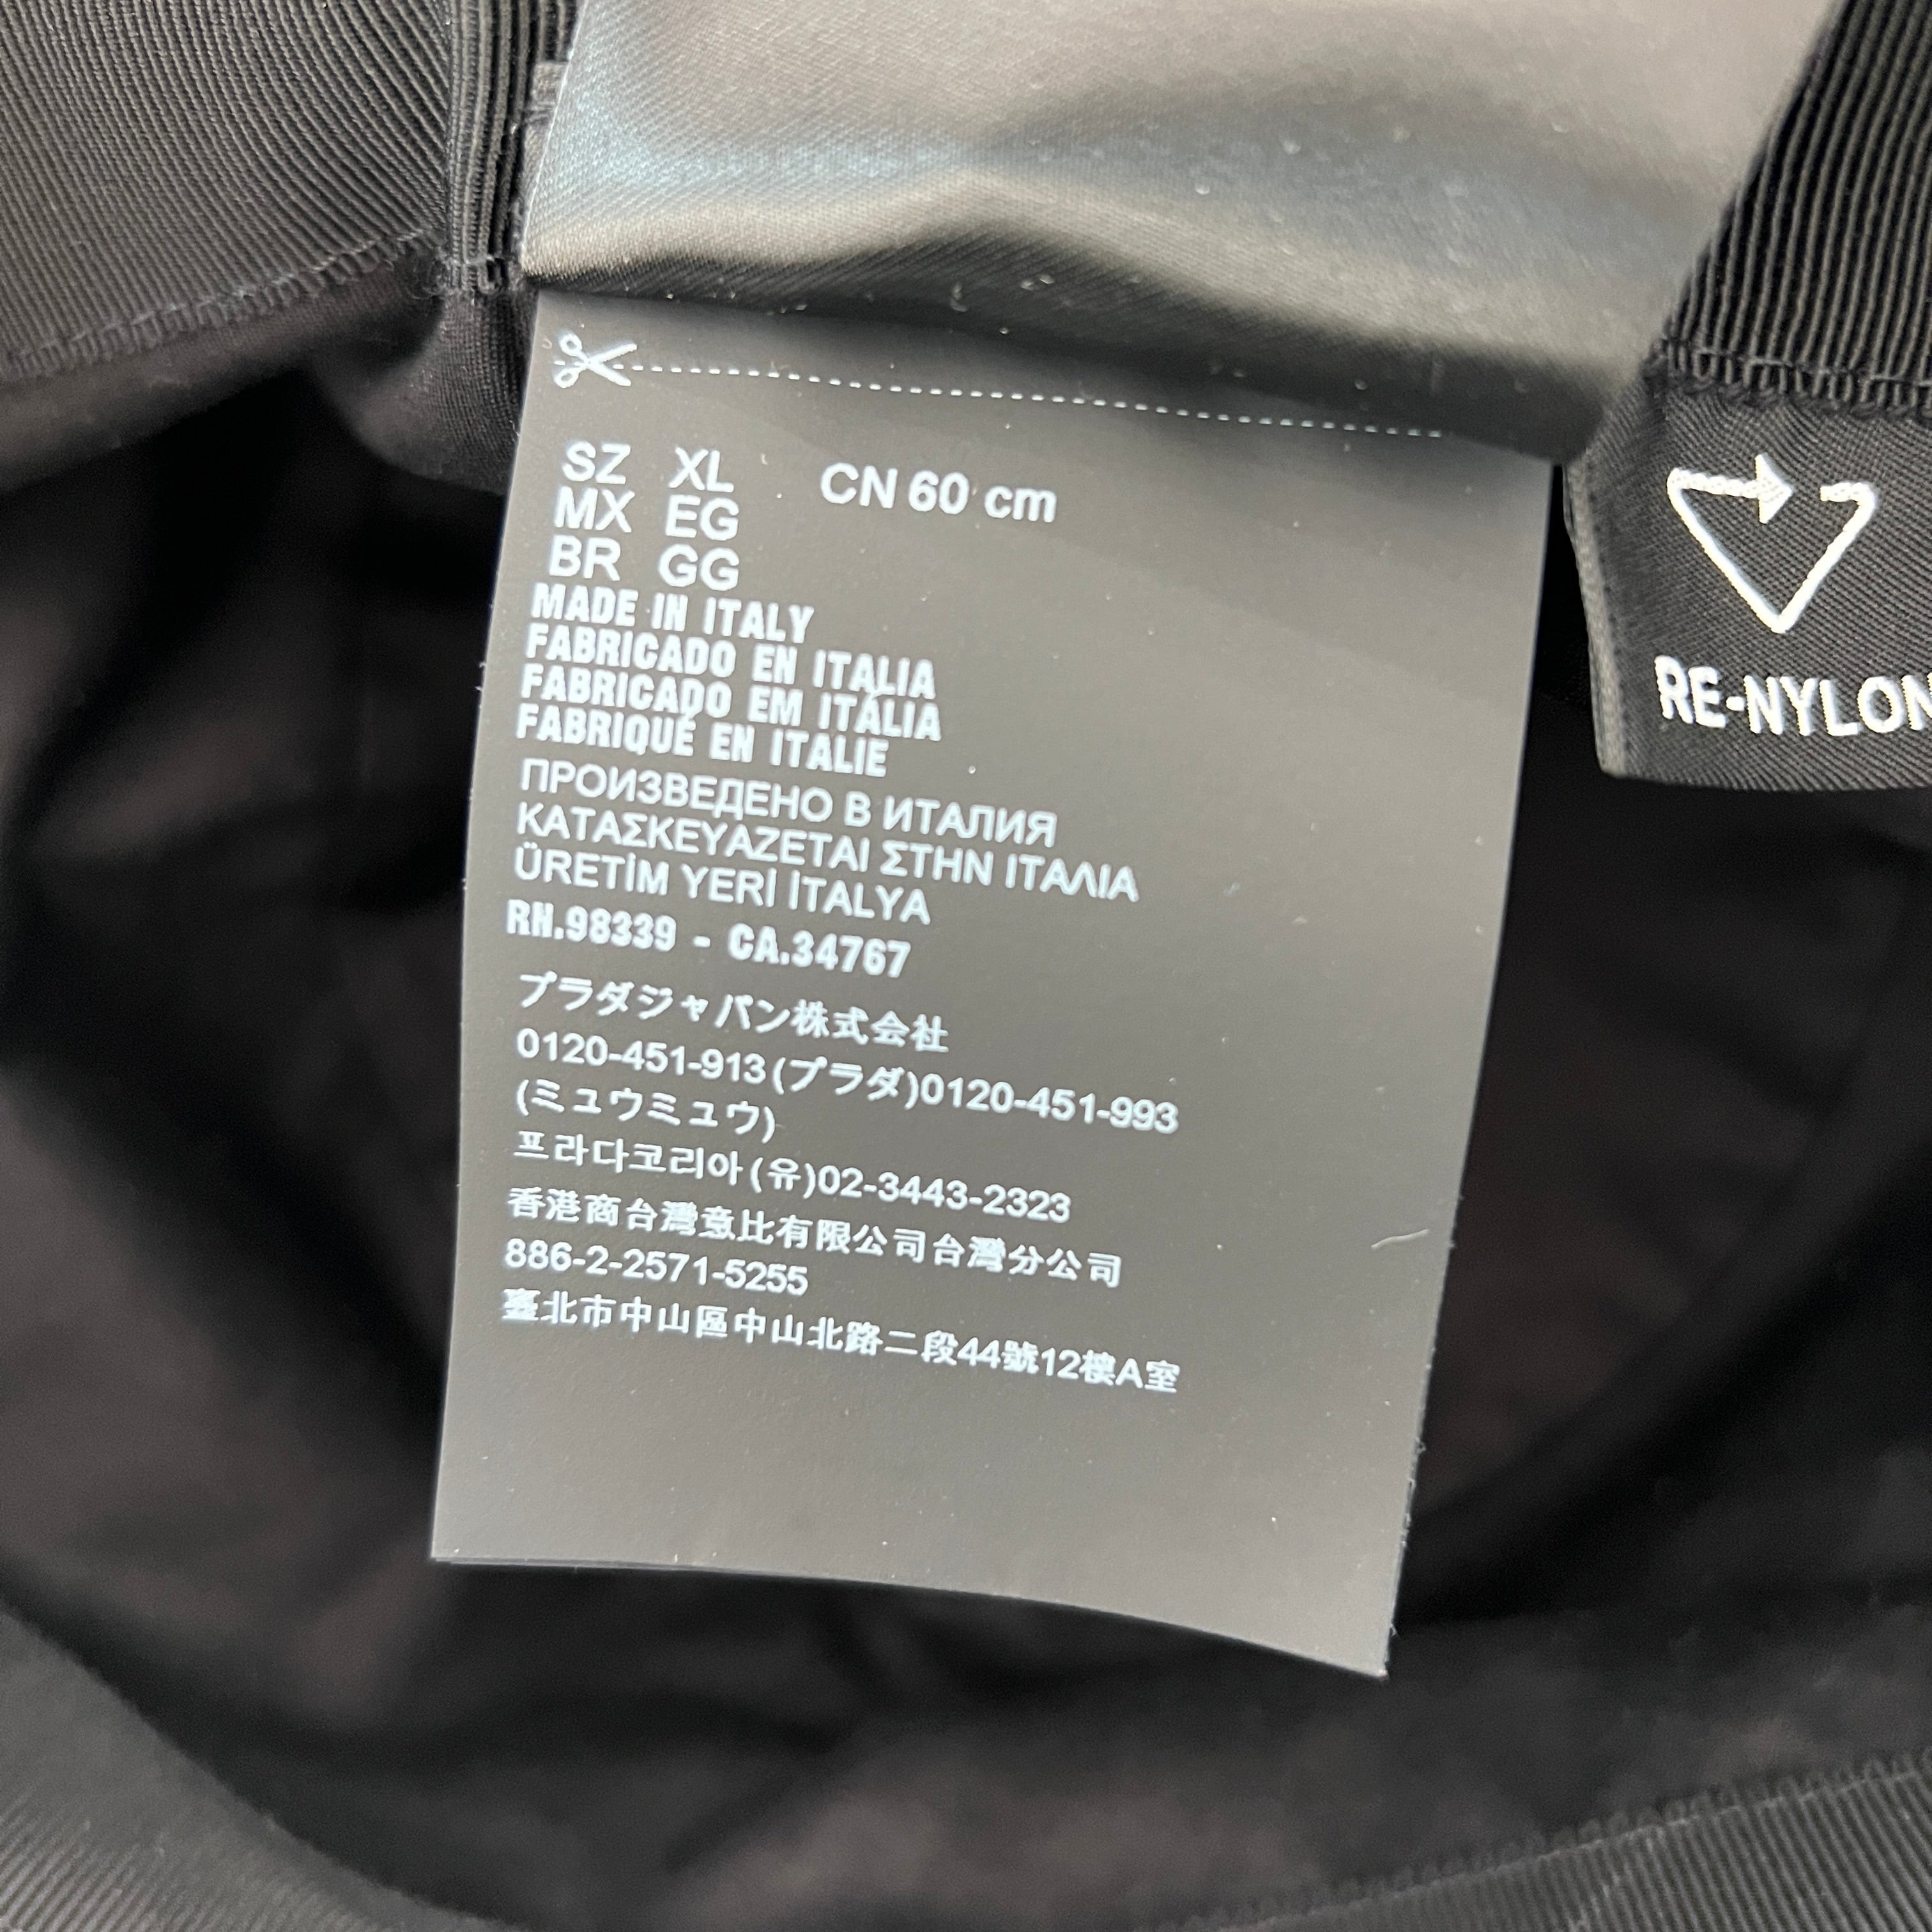 SZ XL CN 60 cm
MX EG
BR GG
MADE IN ITALY
FABRICADO EN ITALIA
FABRICADO EM ITÁLIA
FABRIQUÉ EN ITALIE
ПРОИЗВЕДЕНО В ИТАЛИЯ
ΚΑΤΑΣΚΕΥΑΖΕΤΑΙ ΣΤΗΝ ΙΤΑΛΙΑ
ÜRETİM YERİ İTALYA
RN.98339 - CA.34767
プラダジャパン株式会社
0120-451-913(プラダ)0120-451-993
(ミュウミュウ)
프라다코리아(유)02-3443-2323
香港商台灣意比有限公司台灣分公司
886-2-2571-5255
臺北市中山區中山北路二段44號12樓A室
RE-NYLON